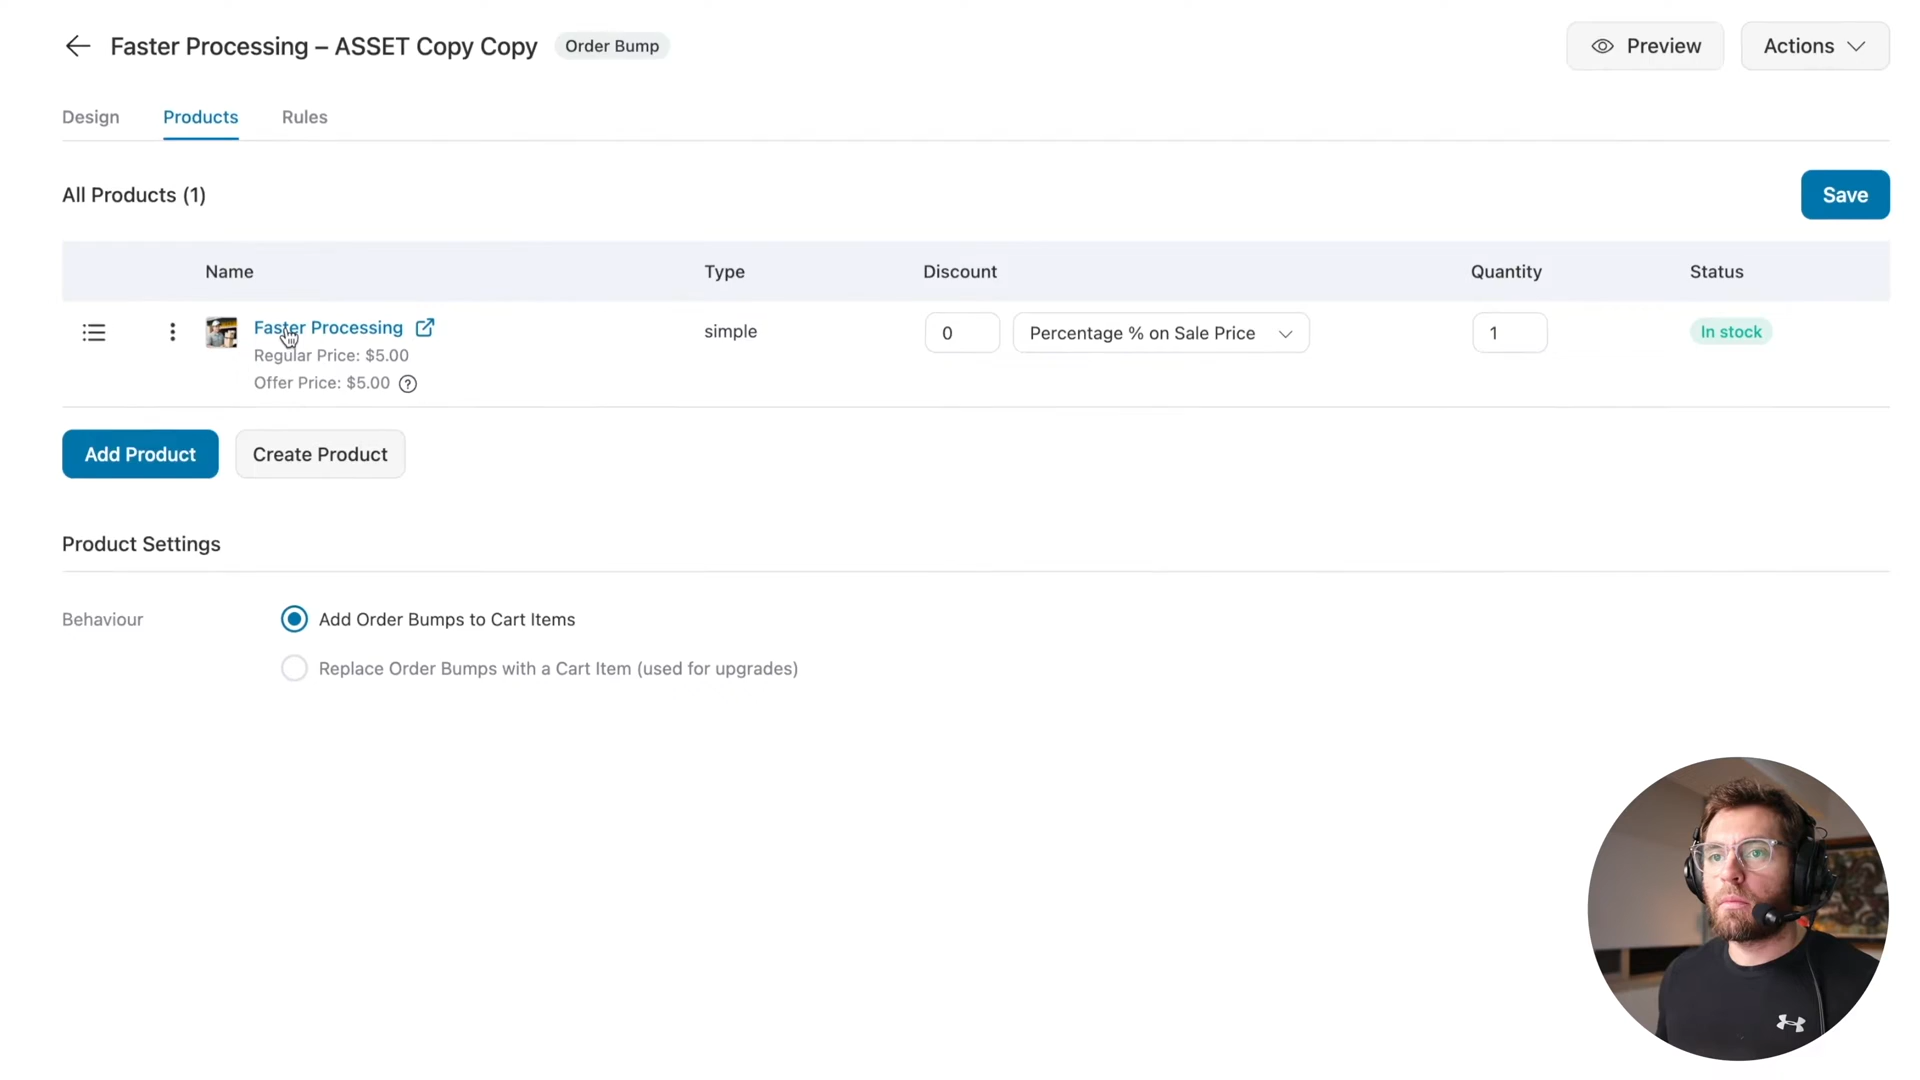 Faster Processing – ASSET Copy Copy
Order Bump
Preview
Actions
Design
Products
Rules
All Products (1)
Save
Name
Type
Discount
Quantity
Status
Faster Processing
simple
0
Percentage % on Sale Price
1
In stock
Regular Price: $5.00
Offer Price: $5.00
?
Add Product
Create Product
Product Settings
Behaviour
Add Order Bumps to Cart Items
Replace Order Bumps with a Cart Item (used for upgrades)